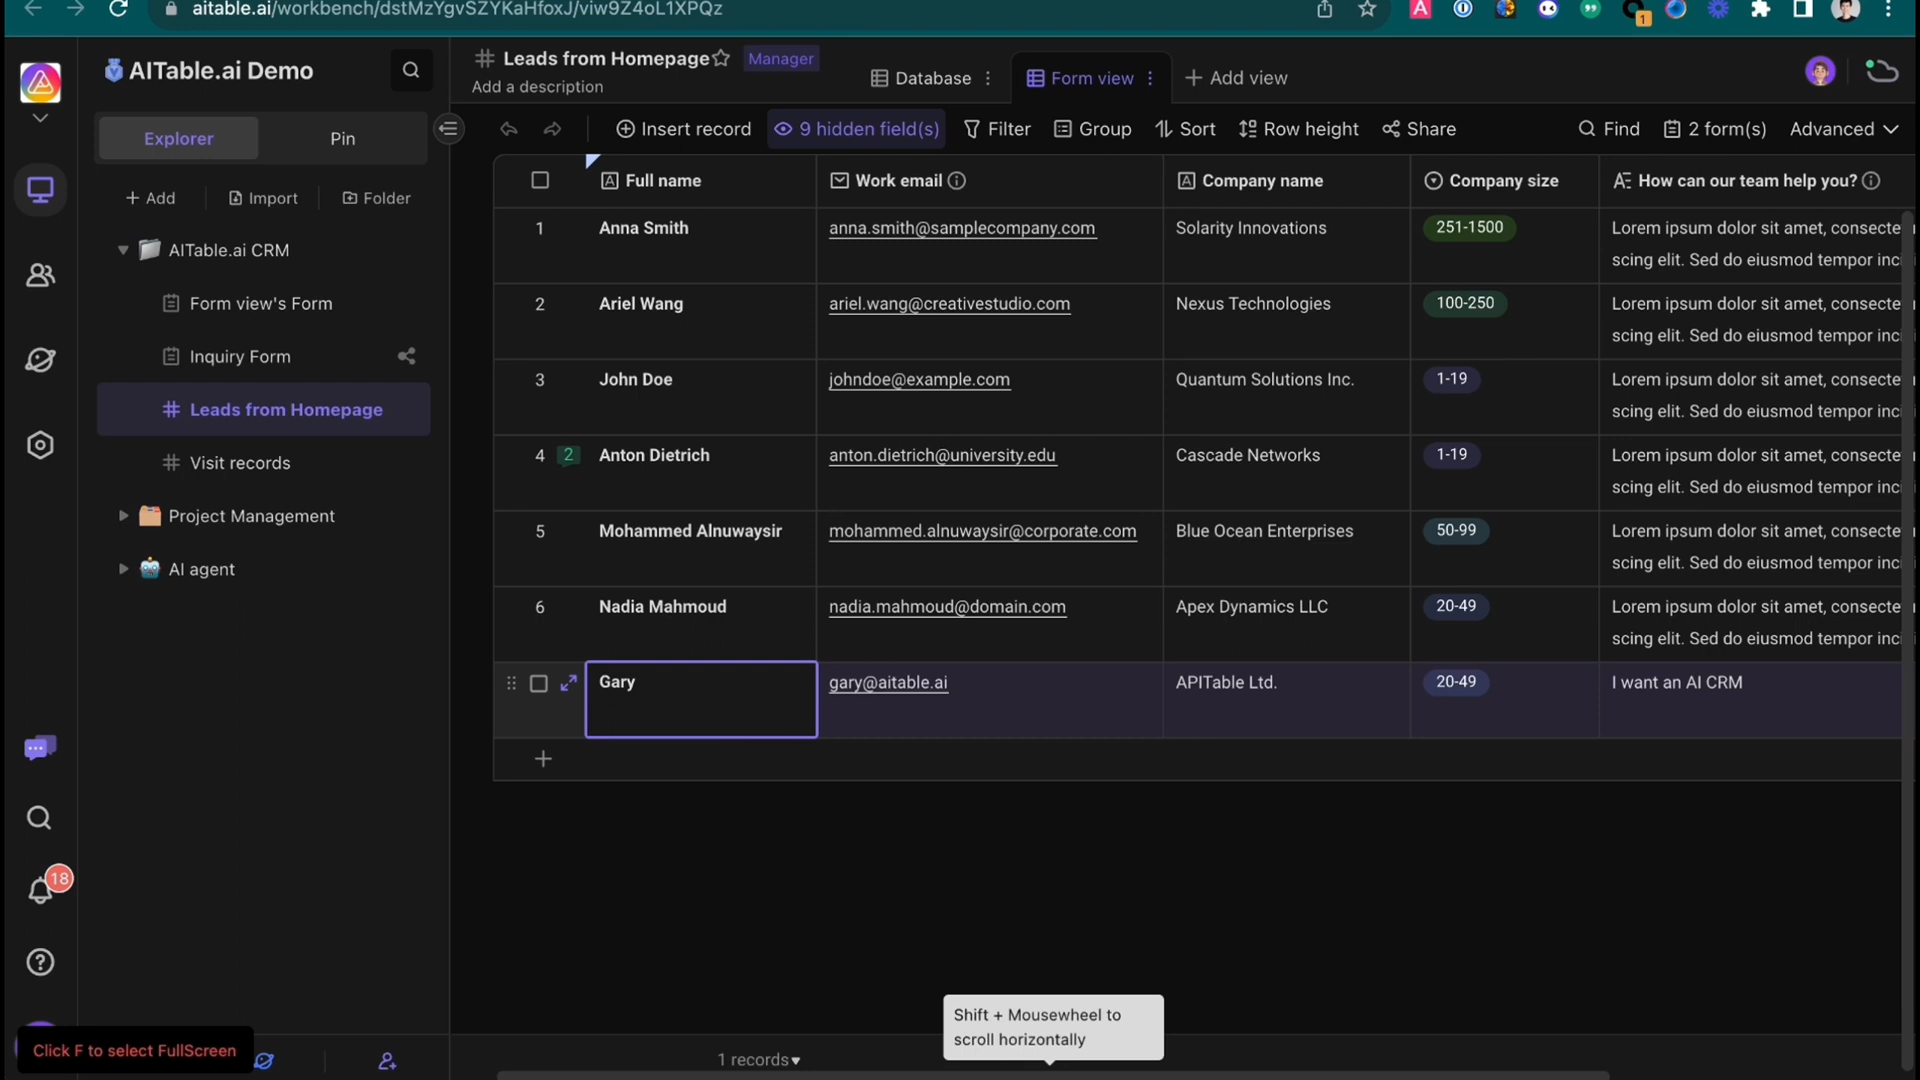 aitable.ai/workbench/dstMzYgvSZYKaHfoxJ/viw9Z4oL1XPQz
1
AITable.ai Demo
Leads from Homepage
Manager
Add a description
Database
Form view
Add view
Explorer
Pin
Insert record
9 hidden field(s)
Filter
Group
Sort
Row height
Share
Find
2 form(s)
Advanced
Add
Import
Folder
Full name
Work email
Company name
Company size
How can our team help you?
AITable.ai CRM
Form view's Form
Inquiry Form
Leads from Homepage
Visit records
Project Management
AI agent
1 Anna Smith anna.smith@samplecompany.com Solarity Innovations 251-1500 Lorem ipsum dolor sit amet, consecte
scing elit. Sed do eiusmod tempor inci
2 Ariel Wang ariel.wang@creativestudio.com Nexus Technologies 100-250 Lorem ipsum dolor sit amet, consecte
scing elit. Sed do eiusmod tempor inci
3 John Doe johndoe@example.com Quantum Solutions Inc. 1-19 Lorem ipsum dolor sit amet, consecte
scing elit. Sed do eiusmod tempor inci
4 2 Anton Dietrich anton.dietrich@university.edu Cascade Networks 1-19 Lorem ipsum dolor sit amet, consecte
scing elit. Sed do eiusmod tempor inci
5 Mohammed Alnuwaysir mohammed.alnuwaysir@corporate.com Blue Ocean Enterprises 50-99 Lorem ipsum dolor sit amet, consecte
scing elit. Sed do eiusmod tempor inci
6 Nadia Mahmoud nadia.mahmoud@domain.com Apex Dynamics LLC 20-49 Lorem ipsum dolor sit amet, consecte
scing elit. Sed do eiusmod tempor inci
Gary gary@aitable.ai APITable Ltd. 20-49 I want an AI CRM
18
Shift + Mousewheel to
scroll horizontally
Click F to select FullScreen
1 records